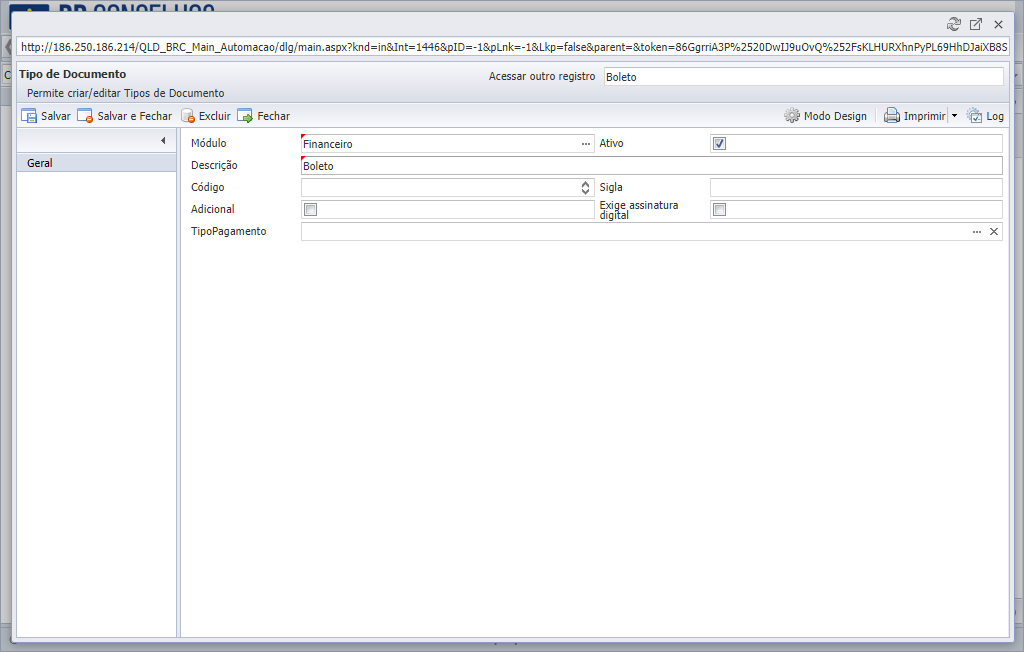 BR CONSELHOS
http://186.250.186.214/QLD_BRC_Main_Automacao/dlg/main.aspx?knd=in&Int=1446&pID=-1&pLnk=-1&Lkp=false&parent=&token=86GgrriA3P%2520DwIJ9uOvQ%252FsKLHURXhnPyPL69HhDJaiXB8S
Tipo de Documento
Acessar outro registro Boleto
Permite criar/editar Tipos de Documento
Salvar Salvar e Fechar Excluir Fechar Modo Design Imprimir Log
Geral
Módulo Financeiro ... Ativo
Descrição Boleto
Código Sigla
Adicional Exige assinatura
digital
TipoPagamento ...